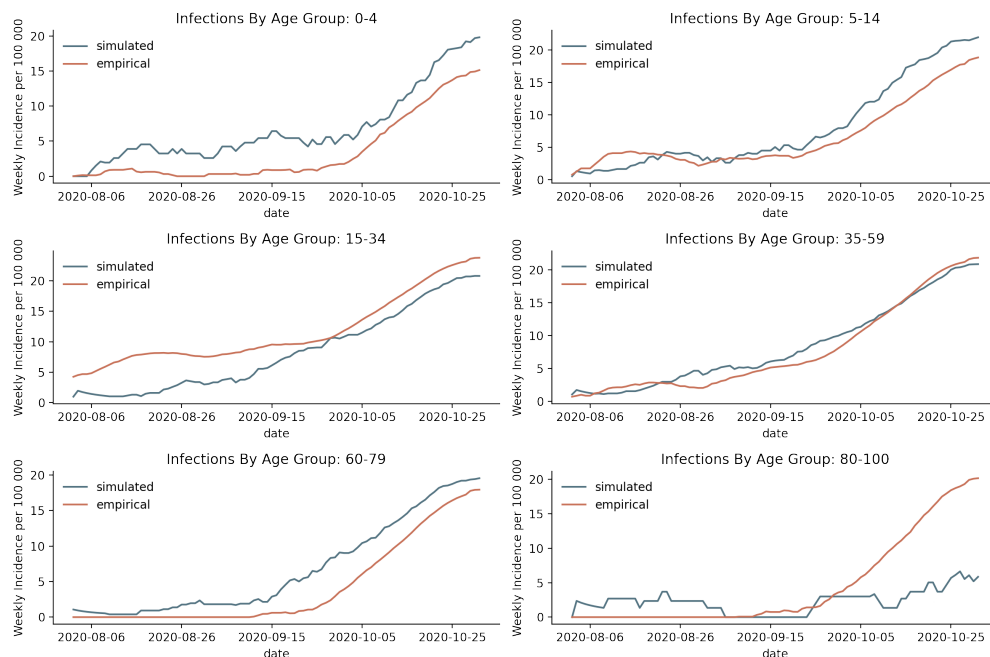 Infections By Age Group: 0-4
Weekly Incidence per 100 000
20
15
10
5
0
simulated
empirical
2020-08-06 2020-08-26 2020-09-15 2020-10-05 2020-10-25
date
Infections By Age Group: 5-14
Weekly Incidence per 100 000
20
15
10
5
0
simulated
empirical
2020-08-06 2020-08-26 2020-09-15 2020-10-05 2020-10-25
date
Infections By Age Group: 15-34
Weekly Incidence per 100 000
20
15
10
5
0
simulated
empirical
2020-08-06 2020-08-26 2020-09-15 2020-10-05 2020-10-25
date
Infections By Age Group: 35-59
Weekly Incidence per 100 000
20
15
10
5
0
simulated
empirical
2020-08-06 2020-08-26 2020-09-15 2020-10-05 2020-10-25
date
Infections By Age Group: 60-79
Weekly Incidence per 100 000
20
15
10
5
0
simulated
empirical
2020-08-06 2020-08-26 2020-09-15 2020-10-05 2020-10-25
date
Infections By Age Group: 80-100
Weekly Incidence per 100 000
20
15
10
5
0
simulated
empirical
2020-08-06 2020-08-26 2020-09-15 2020-10-05 2020-10-25
date